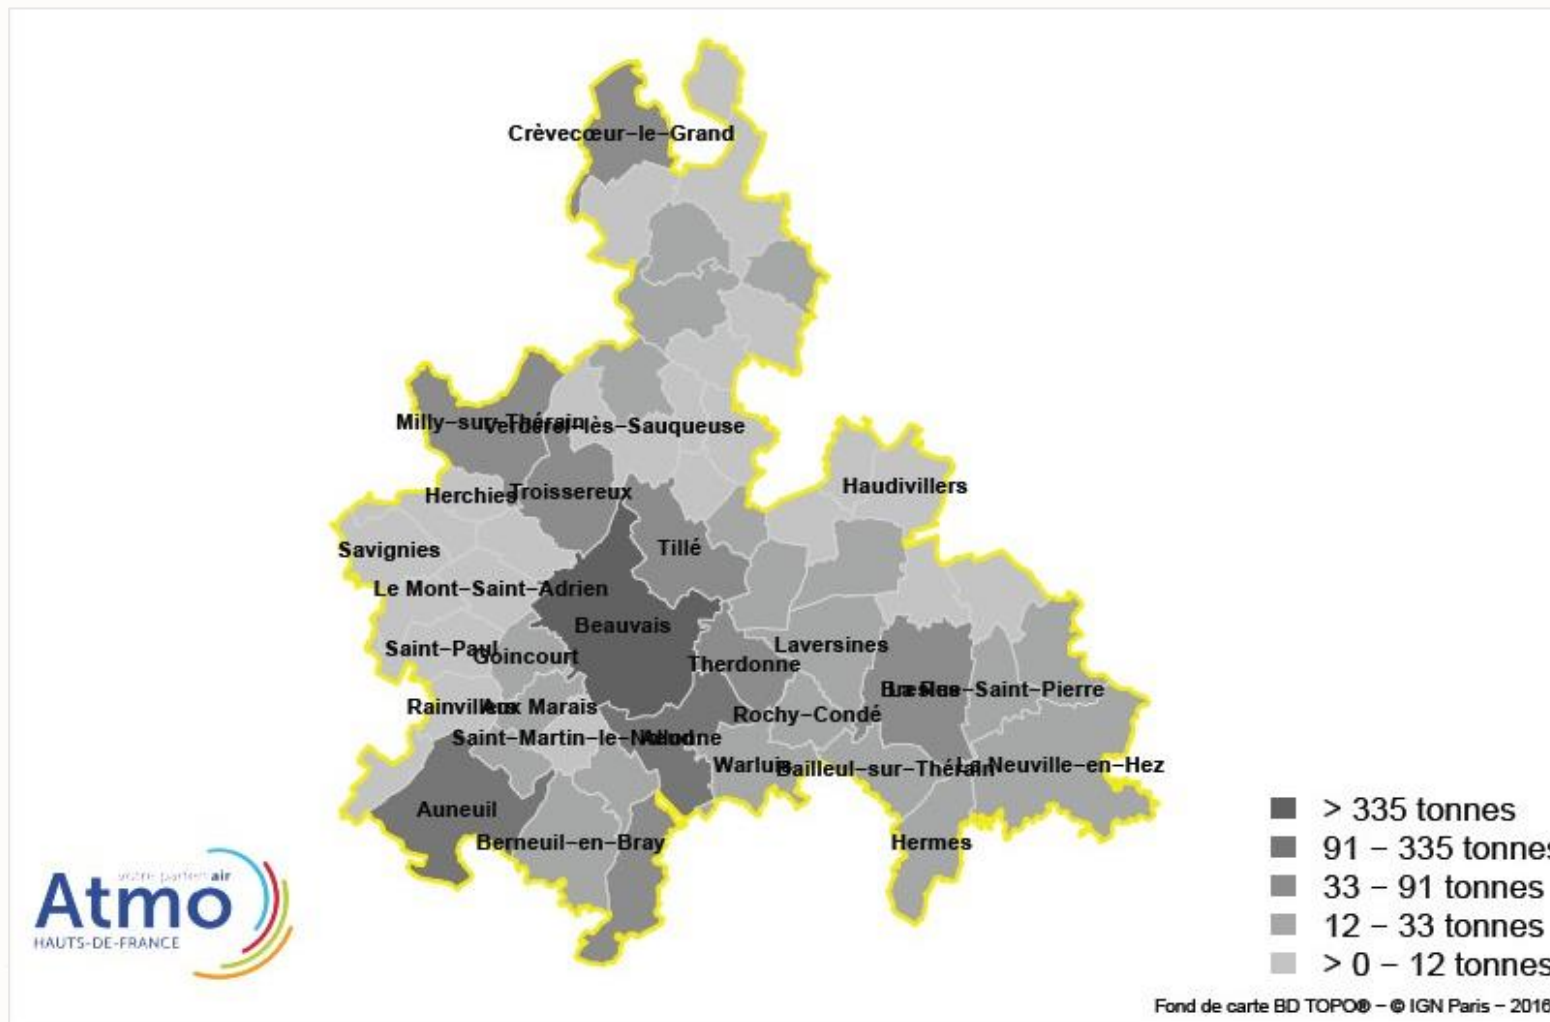 Crèvecœur-le-Grand
Milly-sur-Thérain
Verderel-lès-Sauqueuse
Haudivillers
Herchies
Troissereux
Savignies
Tillé
Le Mont-Saint-Adrien
Beauvais
Saint-Paul
Goincourt
Therdonne
Laversines
Bresles
La Rue-Saint-Pierre
Rainvillers
Aux Marais
Rochy-Condé
Saint-Martin-le-Nœud
Allonne
Warluis
Bailleul-sur-Thérain
La Neuville-en-Hez
Auneuil
Berneuil-en-Bray
Hermes
> 335 tonnes
91 - 335 tonnes
33 - 91 tonnes
12 - 33 tonnes
> 0 - 12 tonnes
votre parten'air
Atmo
HAUTS-DE-FRANCE
Fond de carte BD TOPO® - © IGN Paris - 2016